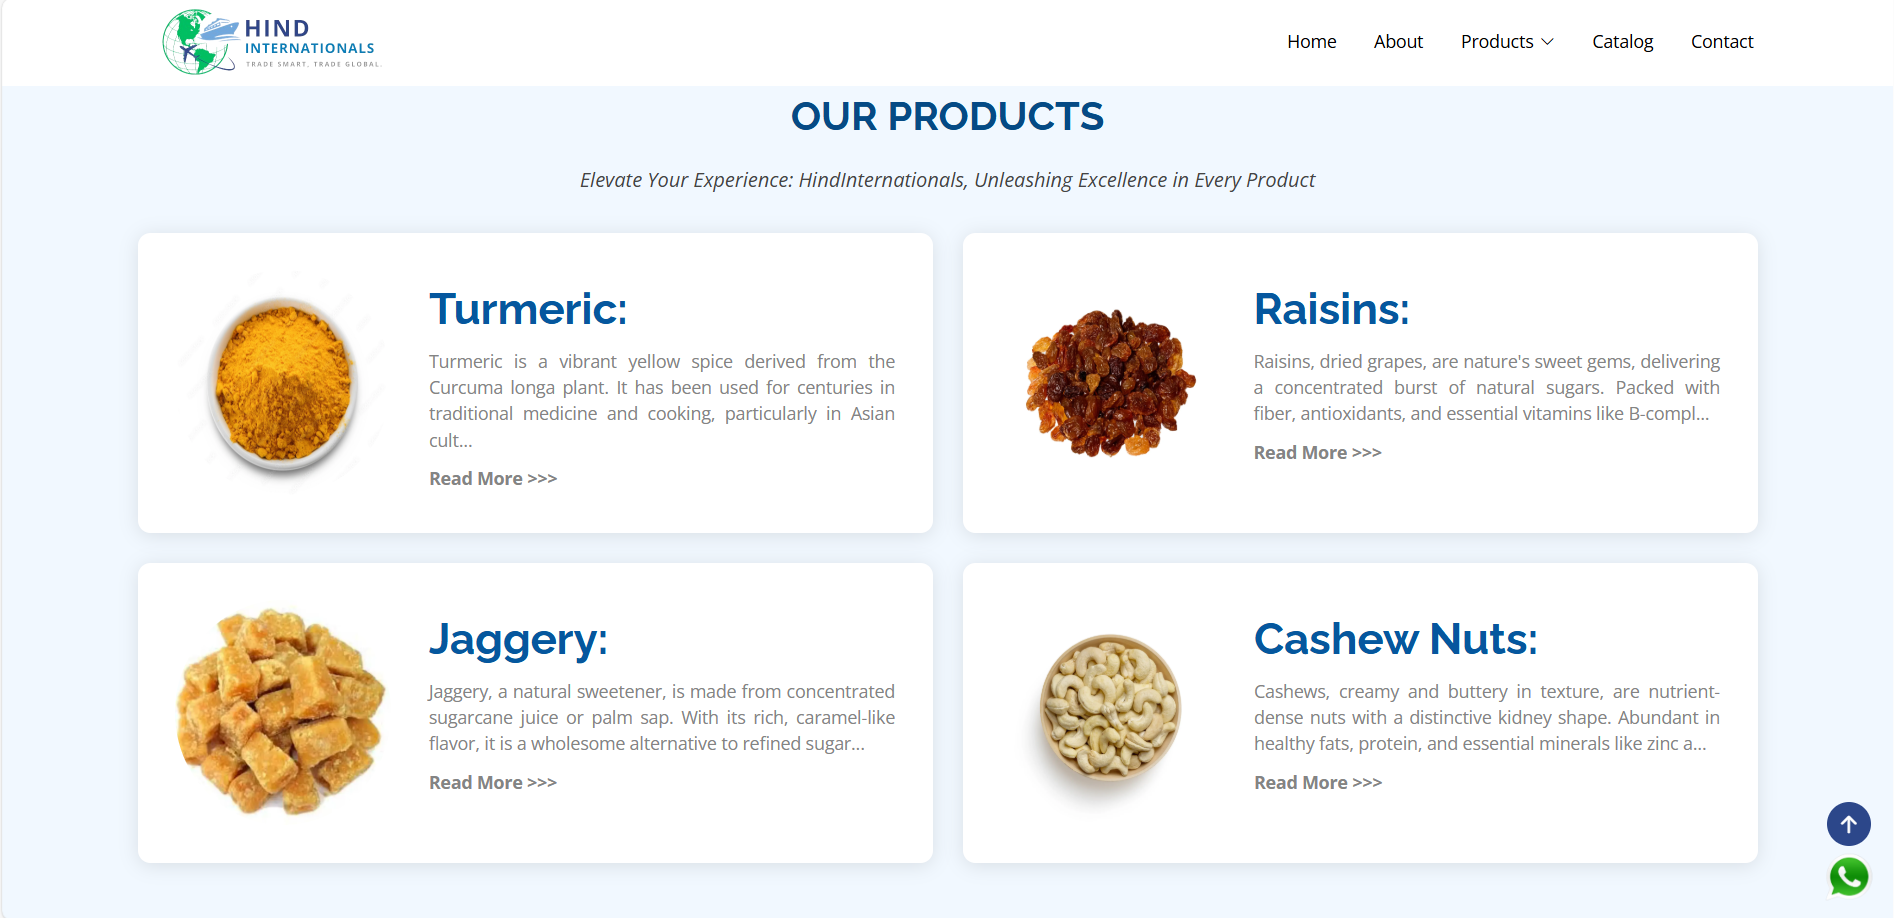 HIND
INTERNATIONALS
TRADE SMART. TRADE GLOBAL.
Home About Products Catalog Contact
OUR PRODUCTS
Elevate Your Experience: HindInternationals, Unleashing Excellence in Every Product
Turmeric:
Turmeric is a vibrant yellow spice derived from the
Curcuma longa plant. It has been used for centuries in
traditional medicine and cooking, particularly in Asian
cult...
Read More >>>
Raisins:
Raisins, dried grapes, are nature's sweet gems, delivering
a concentrated burst of natural sugars. Packed with
fiber, antioxidants, and essential vitamins like B-compl...
Read More >>>
Jaggery:
Jaggery, a natural sweetener, is made from concentrated
sugarcane juice or palm sap. With its rich, caramel-like
flavor, it is a wholesome alternative to refined sugar...
Read More >>>
Cashew Nuts:
Cashews, creamy and buttery in texture, are nutrient-
dense nuts with a distinctive kidney shape. Abundant in
healthy fats, protein, and essential minerals like zinc a...
Read More >>>